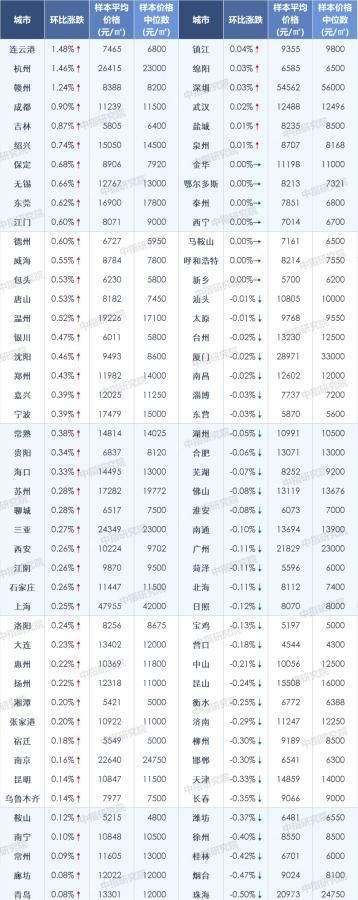 城市 环比涨跌 样本平均价格(元/㎡) 样本价格中位数(元/㎡) 城市 环比涨跌 样本平均价格(元/㎡) 样本价格中位数(元/㎡)
连云港 1.48%↑ 7465 6800 镇江 0.04%↑ 9355 9800
杭州 1.46%↑ 26415 23000 绵阳 0.03%↑ 6585 6500
赣州 1.24%↑ 8388 8200 深圳 0.03%↑ 54562 56000
成都 0.90%↑ 11239 11500 武汉 0.02%↑ 12488 12496
吉林 0.87%↑ 5805 6400 盐城 0.01%↑ 8235 8500
绍兴 0.74%↑ 15050 14500 泉州 0.01%↑ 8707 8168
保定 0.68%↑ 8906 7920 金华 0.00%→ 11198 11000
无锡 0.66%↑ 12767 13000 鄂尔多斯 0.00%→ 8213 7321
东莞 0.62%↑ 16900 17800 泰州 0.00%→ 7851 6800
江门 0.60%↑ 8071 9000 西宁 0.00%→ 7014 6700
德州 0.60%↑ 6727 5950 马鞍山 0.00%→ 7161 6500
威海 0.55%↑ 8784 7800 呼和浩特 0.00%→ 8214 7550
包头 0.53%↑ 6230 5800 新乡 0.00%→ 5700 6200
唐山 0.53%↑ 8182 7450 汕头 -0.01%↓ 10805 10000
温州 0.52%↑ 19226 17100 太原 -0.01%↓ 9768 9550
银川 0.47%↑ 6011 5800 台州 -0.02%↓ 13230 12500
沈阳 0.46%↑ 9493 8600 厦门 -0.02%↓ 28971 33000
郑州 0.43%↑ 11982 14000 南昌 -0.02%↓ 12602 12000
嘉兴 0.39%↑ 12025 11250 淄博 -0.03%↓ 7737 7200
宁波 0.39%↑ 17479 15000 东营 -0.03%↓ 5870 5600
常熟 0.38%↑ 14814 14025 湖州 -0.05%↓ 10991 10500
贵阳 0.34%↑ 6837 8120 合肥 -0.06%↓ 13071 13000
海口 0.33%↑ 14495 13000 芜湖 -0.07%↓ 8252 9200
苏州 0.28%↑ 17282 19772 佛山 -0.08%↓ 13119 13676
聊城 0.28%↑ 6517 7500 淮安 -0.08%↓ 6073 7000
三亚 0.27%↑ 24349 23000 南通 -0.10%↓ 13694 13900
西安 0.26%↑ 10224 9702 广州 -0.11%↓ 21829 23000
江阴 0.26%↑ 9870 9500 菏泽 -0.11%↓ 5596 6000
石家庄 0.26%↑ 11447 11500 北海 -0.11%↓ 8112 7400
上海 0.25%↑ 47955 42000 日照 -0.12%↓ 8070 8000
洛阳 0.24%↑ 8256 8675 宝鸡 -0.13%↓ 5197 5000
大连 0.23%↑ 13402 12000 营口 -0.18%↓ 4544 4300
惠州 0.22%↑ 10369 11800 中山 -0.21%↓ 10056 12500
扬州 0.22%↑ 12318 11000 昆山 -0.24%↓ 15508 16000
湘潭 0.20%↑ 5421 5000 衡水 -0.25%↓ 6772 6388
张家港 0.20%↑ 10922 11000 济南 -0.29%↓ 11247 12250
宿迁 0.18%↑ 5549 5000 柳州 -0.30%↓ 9189 8500
南京 0.16%↑ 22640 24750 邯郸 -0.30%↓ 6541 6300
昆明 0.14%↑ 10847 11500 天津 -0.33%↓ 14859 14000
乌鲁木齐 0.14%↑ 7977 7500 长春 -0.35%↓ 9066 9000
鞍山 0.12%↑ 5215 4800 潍坊 -0.37%↓ 6481 6550
南宁 0.10%↑ 10848 10500 徐州 -0.40%↓ 8550 8500
常州 0.09%↑ 11605 13000 桂林 -0.42%↓ 6701 6000
廊坊 0.08%↑ 12022 12000 烟台 -0.47%↓ 9024 8100
青岛 0.08%↑ 13301 12000 珠海 -0.50%↓ 20973 24750